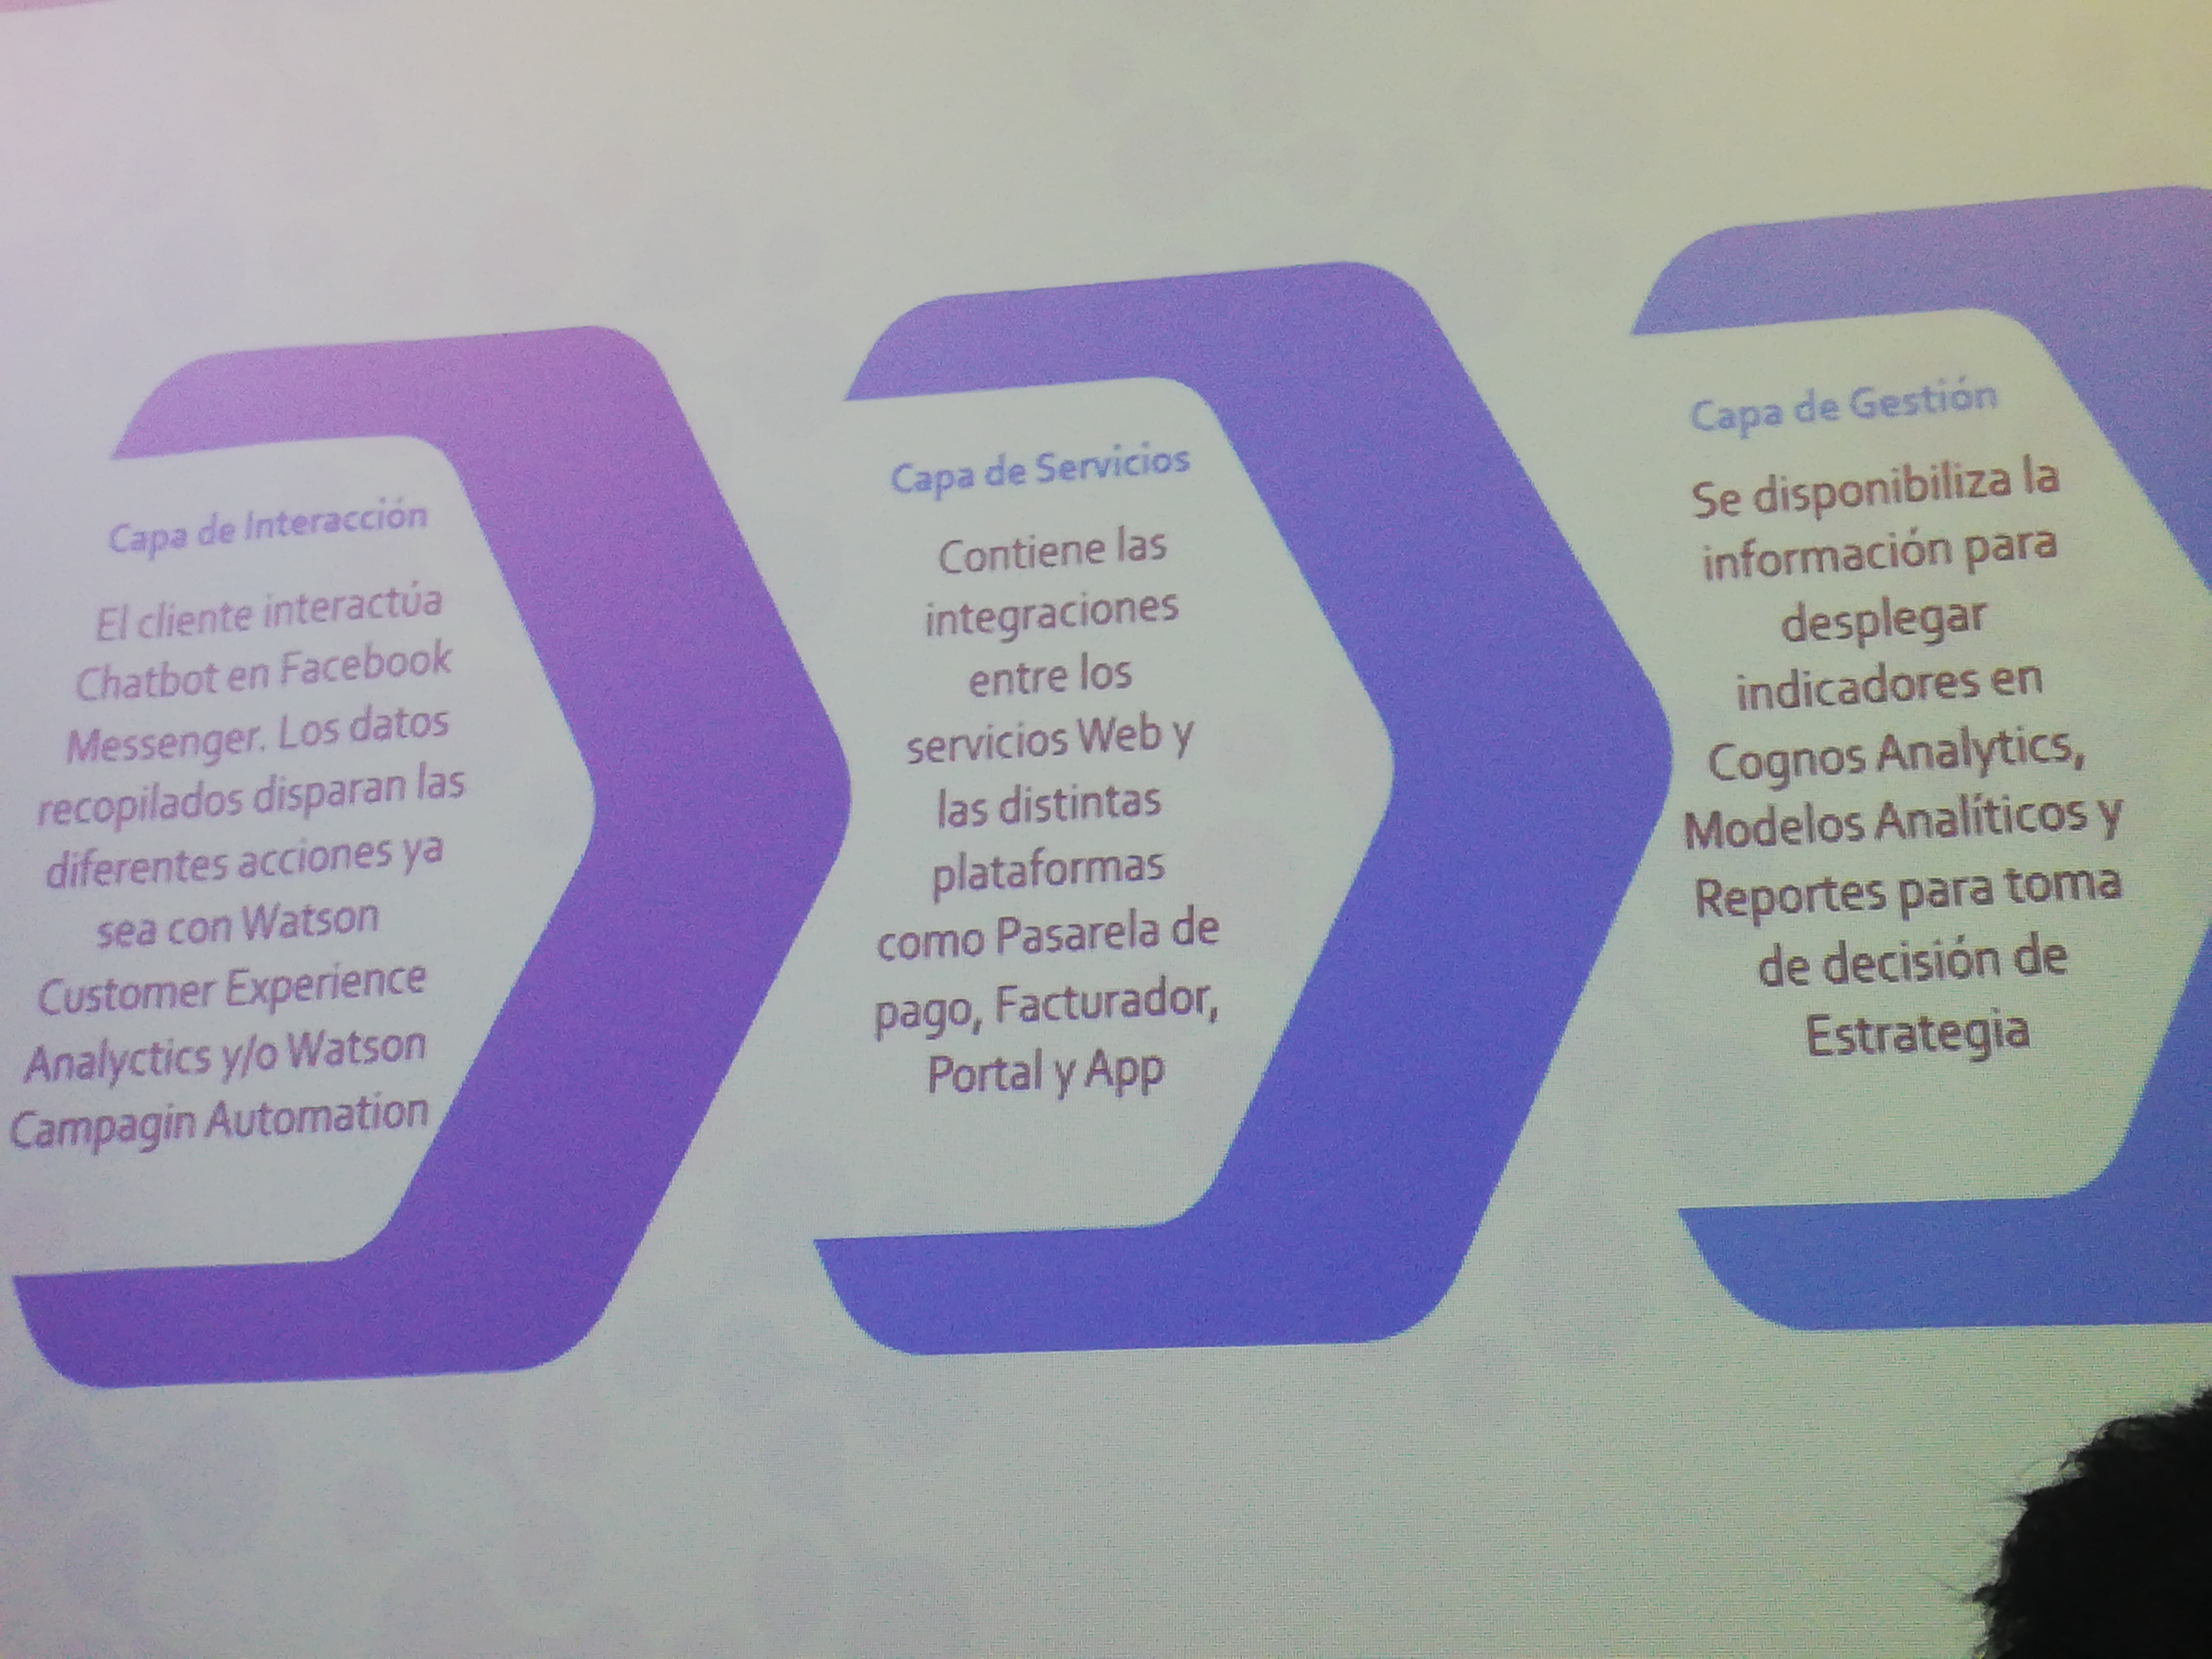 Capa de Interacción
El cliente interactúa
Chatbot en Facebook
Messenger. Los datos
recopilados disparan las
diferentes acciones ya
sea con Watson
Customer Experience
Analyctics y/o Watson
Campagin Automation
Capa de Servicios
Contiene las
integraciones
entre los
servicios Web y
las distintas
plataformas
como Pasarela de
pago, Facturador,
Portal y App
Capa de Gestión
Se disponibiliza la
información para
desplegar
indicadores en
Cognos Analytics,
Modelos Analíticos y
Reportes para toma
de decisión de
Estrategia